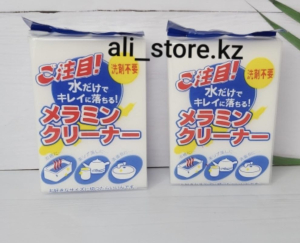 ali_store.kz
ご注目!
洗剤不要
水だけで
キレイに落ちる!
メラミン
クリーナー
ご注目!
洗剤不要
水だけで
キレイに落ちる!
メラミン
クリーナー